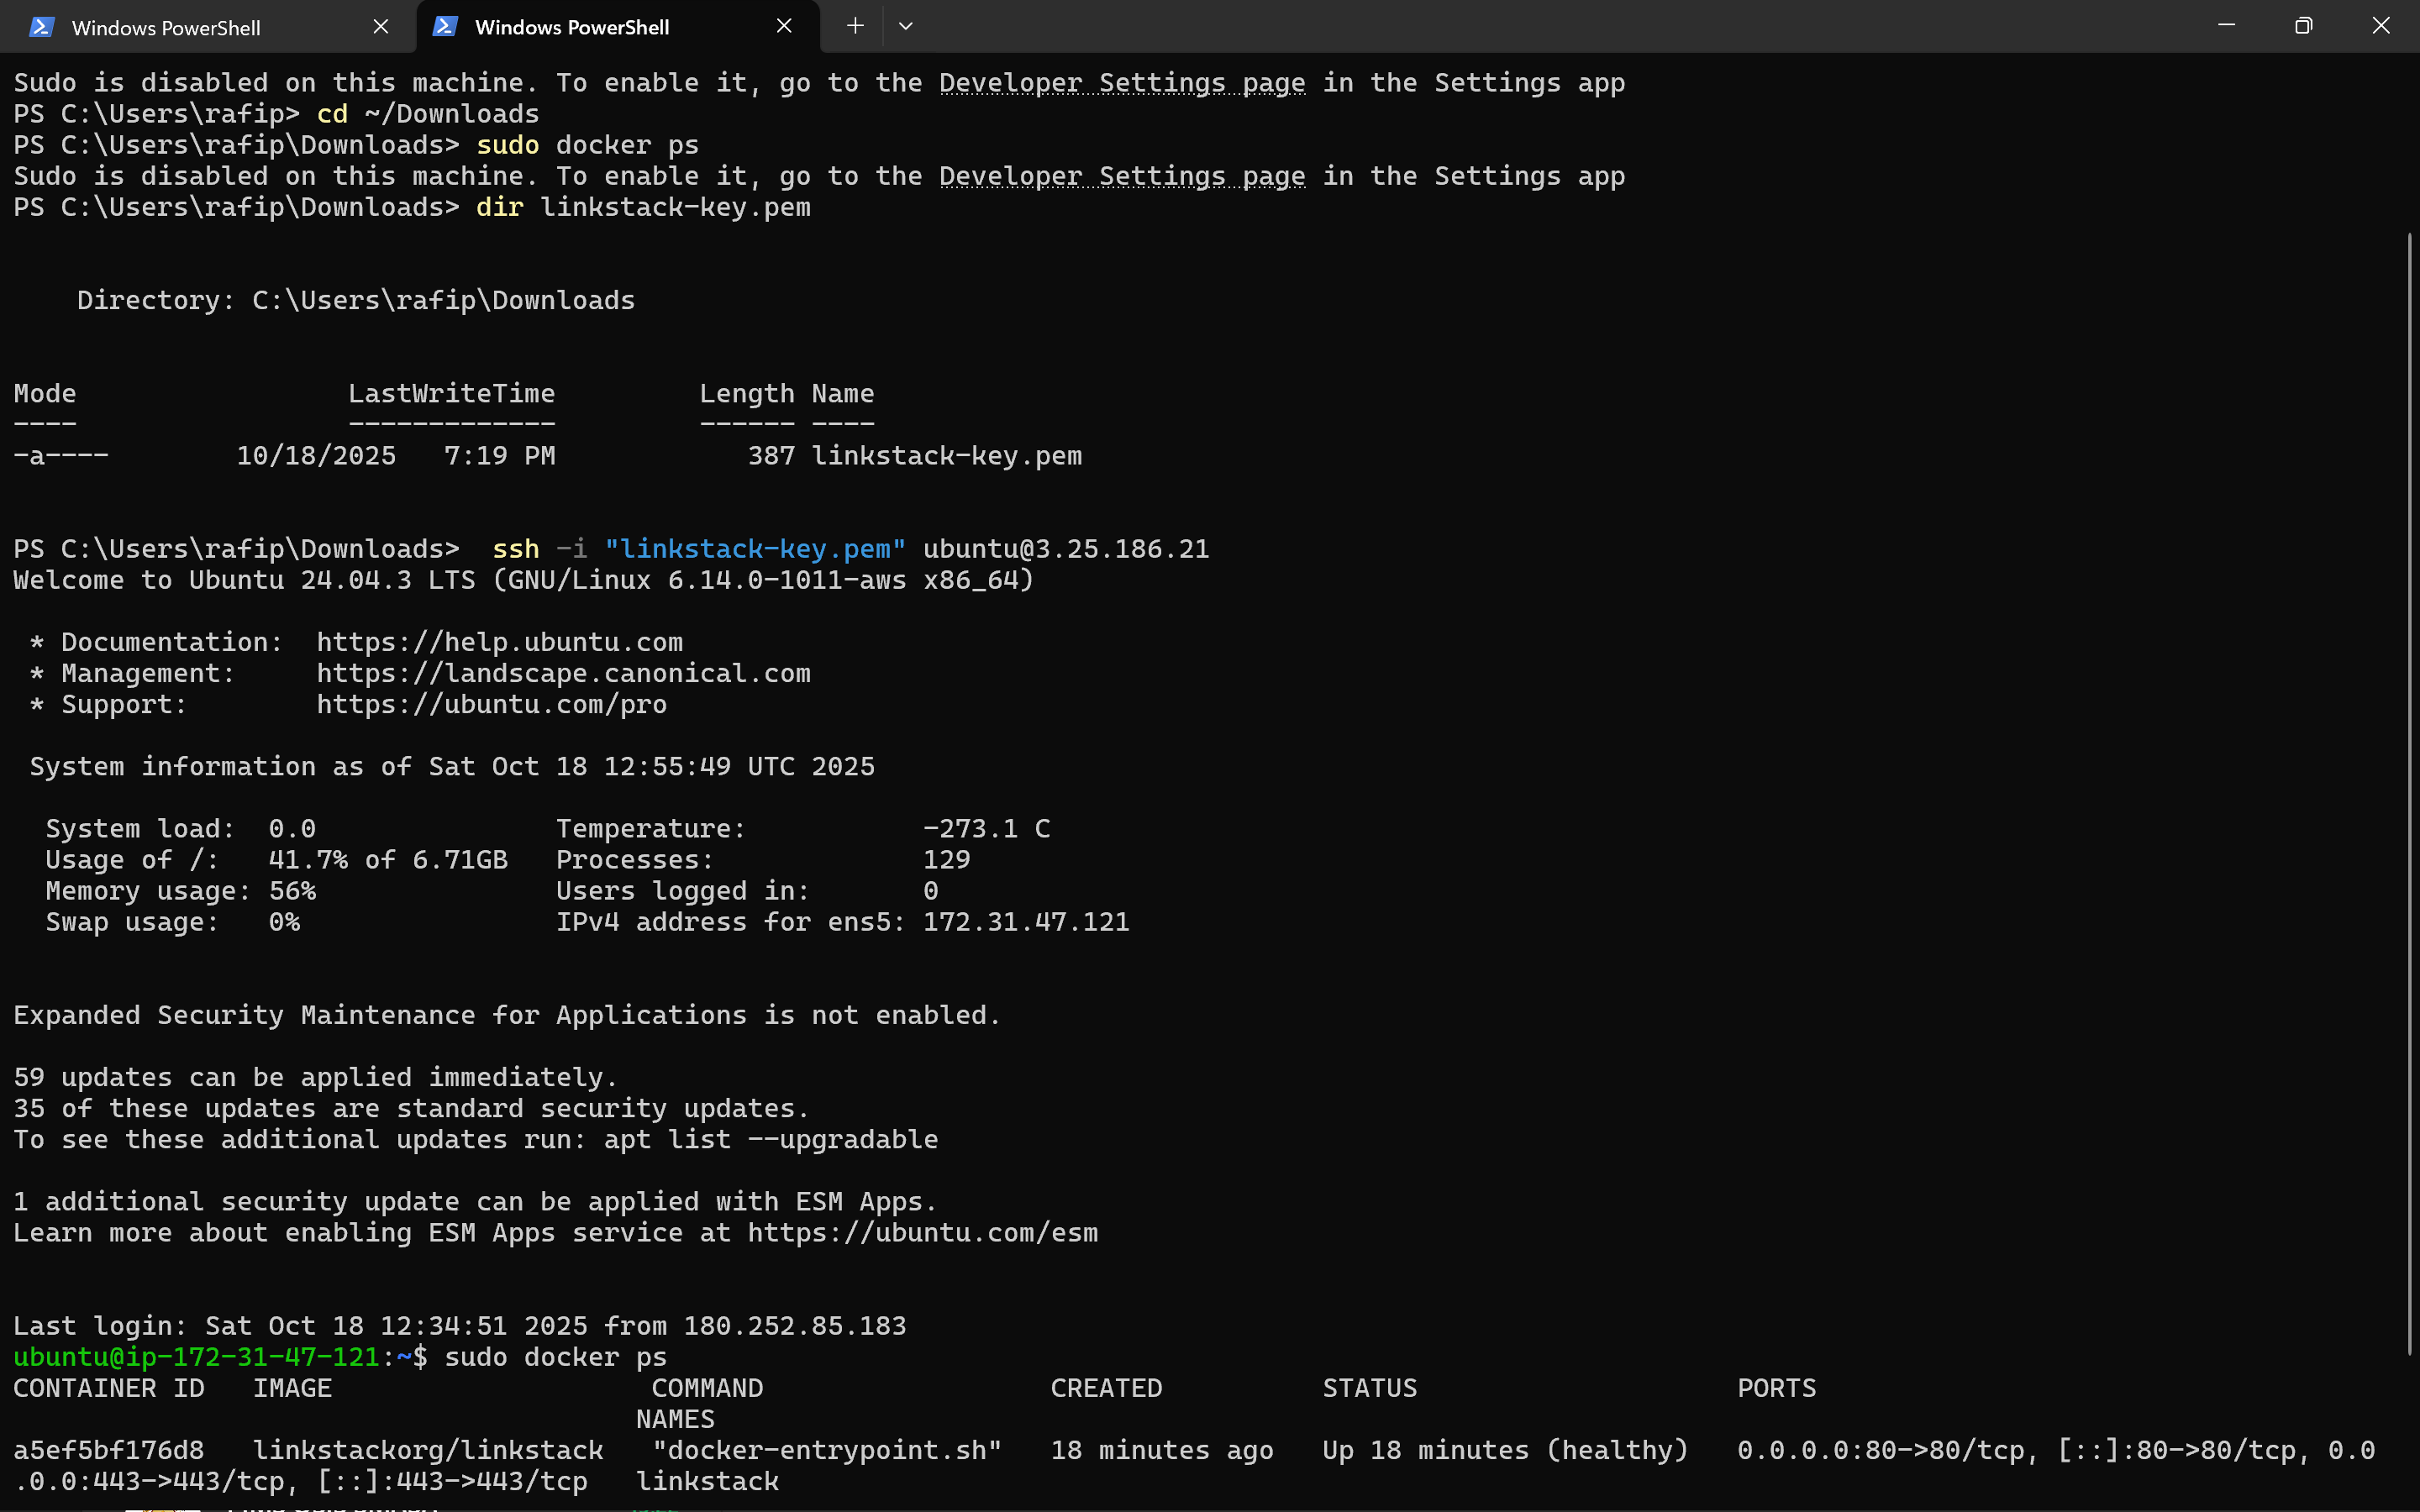 Windows PowerShell
Windows PowerShell
Sudo is disabled on this machine. To enable it, go to the Developer Settings page in the Settings app
PS C:\Users\rafip> cd ~/Downloads
PS C:\Users\rafip\Downloads> sudo docker ps
Sudo is disabled on this machine. To enable it, go to the Developer Settings page in the Settings app
PS C:\Users\rafip\Downloads> dir linkstack-key.pem
    Directory: C:\Users\rafip\Downloads
Mode                 LastWriteTime         Length Name
----                 -------------         ------ ----
-a----        10/18/2025   7:19 PM            387 linkstack-key.pem
PS C:\Users\rafip\Downloads>  ssh -i "linkstack-key.pem" ubuntu@3.25.186.21
Welcome to Ubuntu 24.04.3 LTS (GNU/Linux 6.14.0-1011-aws x86_64)
 * Documentation:  https://help.ubuntu.com
 * Management:     https://landscape.canonical.com
 * Support:        https://ubuntu.com/pro
 System information as of Sat Oct 18 12:55:49 UTC 2025
  System load:  0.0               Temperature:           -273.1 C
  Usage of /:   41.7% of 6.71GB   Processes:             129
  Memory usage: 56%               Users logged in:       0
  Swap usage:   0%                IPv4 address for ens5: 172.31.47.121
Expanded Security Maintenance for Applications is not enabled.
59 updates can be applied immediately.
35 of these updates are standard security updates.
To see these additional updates run: apt list --upgradable
1 additional security update can be applied with ESM Apps.
Learn more about enabling ESM Apps service at https://ubuntu.com/esm
Last login: Sat Oct 18 12:34:51 2025 from 180.252.85.183
ubuntu@ip-172-31-47-121:~$ sudo docker ps
CONTAINER ID   IMAGE                    COMMAND                  CREATED          STATUS                    PORTS
                                       NAMES
a5ef5bf176d8   linkstackorg/linkstack   "docker-entrypoint.sh"   18 minutes ago   Up 18 minutes (healthy)   0.0.0.0:80->80/tcp, [::]:80->80/tcp, 0.0
.0.0:443->443/tcp, [::]:443->443/tcp   linkstack